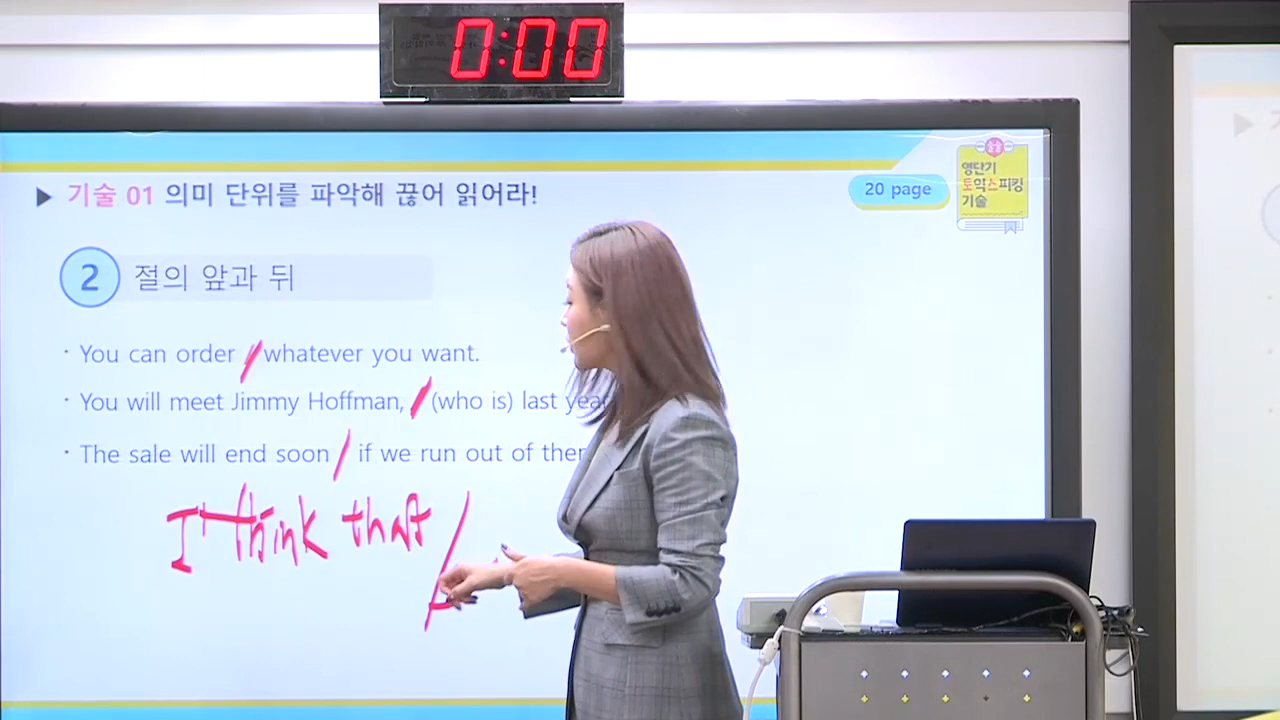 0:00
기술 01 의미 단위를 파악해 끊어 읽어라!
20 page
영단기
토익스피킹
기술
2 절의 앞과 뒤
· You can order / whatever you want.
· You will meet Jimmy Hoffman, / (who is) last
· The sale will end soon / if we run out of
I think that /